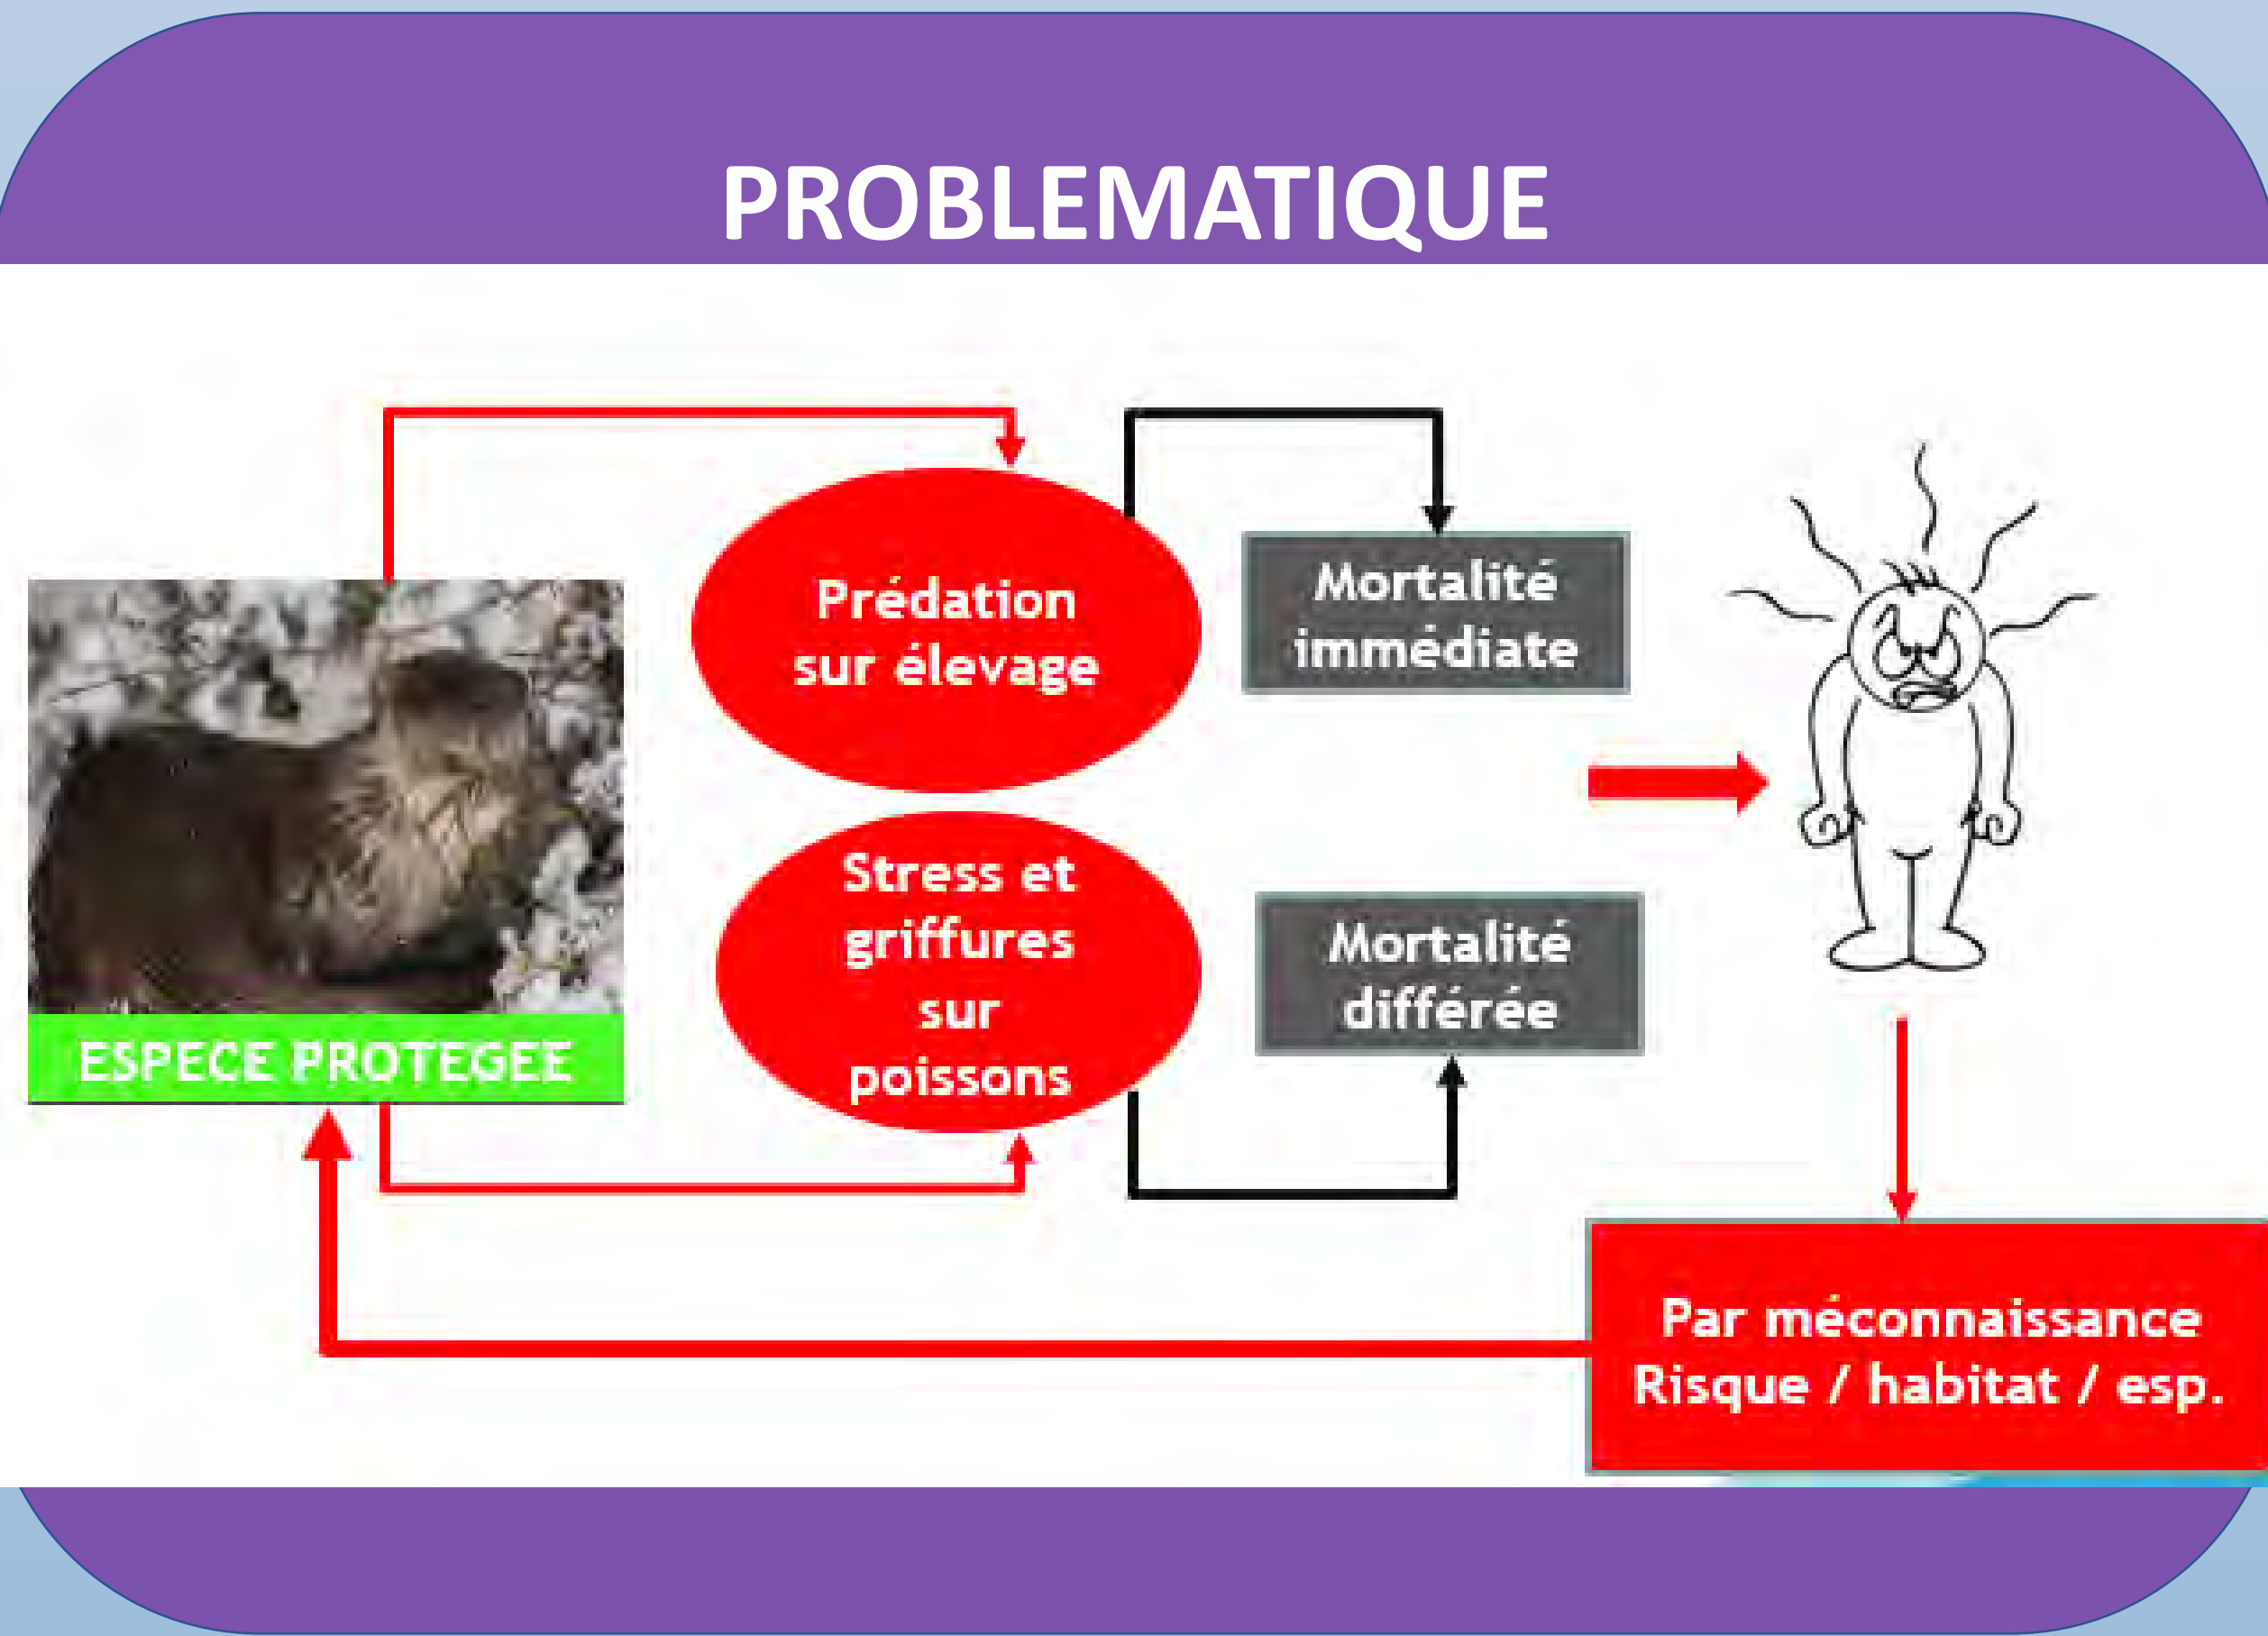 PROBLEMATIQUE
Prédation
sur élevage
Mortalité
immédiate
Stress et
griffures
sur
poissons
Mortalité
différée
ESPECE PROTEGEE
Par méconnaissance
Risque / habitat / esp.